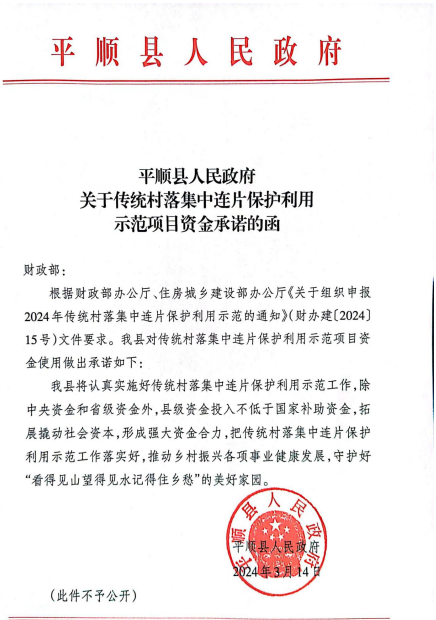 平顺县人民政府
平顺县人民政府
关于传统村落集中连片保护利用
示范项目资金承诺的函
财政部：
根据财政部办公厅、住房城乡建设部办公厅《关于组织申报
2024年传统村落集中连片保护利用示范的通知》(财办建〔2024〕
15号)文件要求。我县对传统村落集中连片保护利用示范项目资
金使用做出承诺如下：
我县将认真实施好传统村落集中连片保护利用示范工作，除
中央资金和省级资金外，县级资金投入不低于国家补助资金，拓
展撬动社会资本，形成强大资金合力，把传统村落集中连片保护
利用示范工作落实好，推动乡村振兴各项事业健康发展，守护好
“看得见山望得见水记得住乡愁”的美好家园。
平顺县人民政府
平顺县人民政府
2024年3月14日
(此件不予公开)